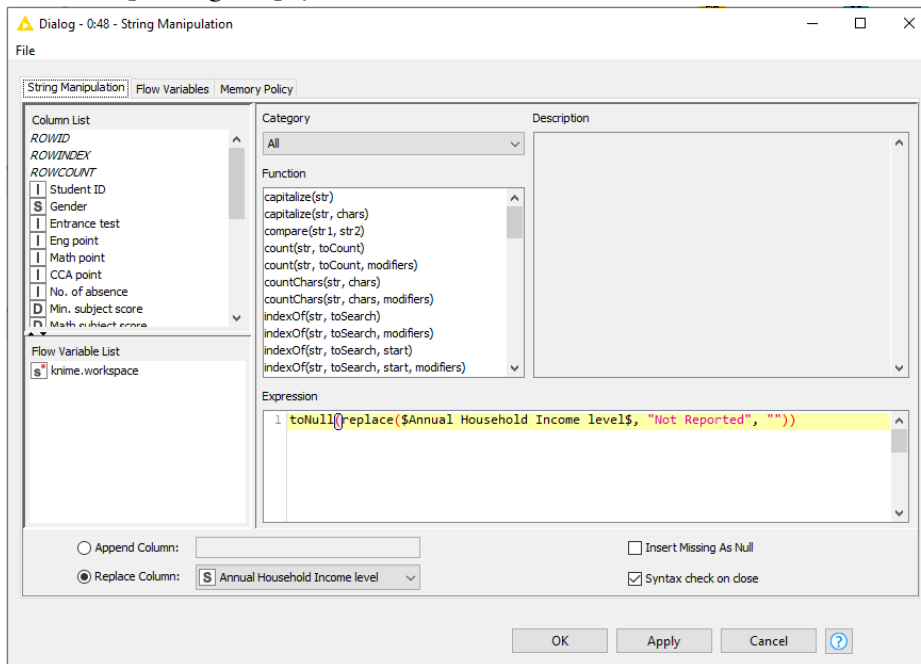 Dialog - 0:48 - String Manipulation
File
String Manipulation Flow Variables Memory Policy
Column List
ROWID
ROWINDEX
ROWCOUNT
I Student ID
S Gender
I Entrance test
I Eng point
I Math point
I CCA point
I No. of absence
D Min. subject score
D Math subject score
Flow Variable List
s knime.workspace
Category
All
Function
capitalize(str)
capitalize(str, chars)
compare(str1, str2)
count(str, toCount)
count(str, toCount, modifiers)
countChars(str, chars)
countChars(str, chars, modifiers)
indexOf(str, toSearch)
indexOf(str, toSearch, modifiers)
indexOf(str, toSearch, start)
indexOf(str, toSearch, start, modifiers)
Description
Expression
1 toNull(replace($Annual Household Income level$, "Not Reported", ""))
Append Column:
Replace Column: S Annual Household Income level
Insert Missing As Null
Syntax check on close
OK Apply Cancel ?